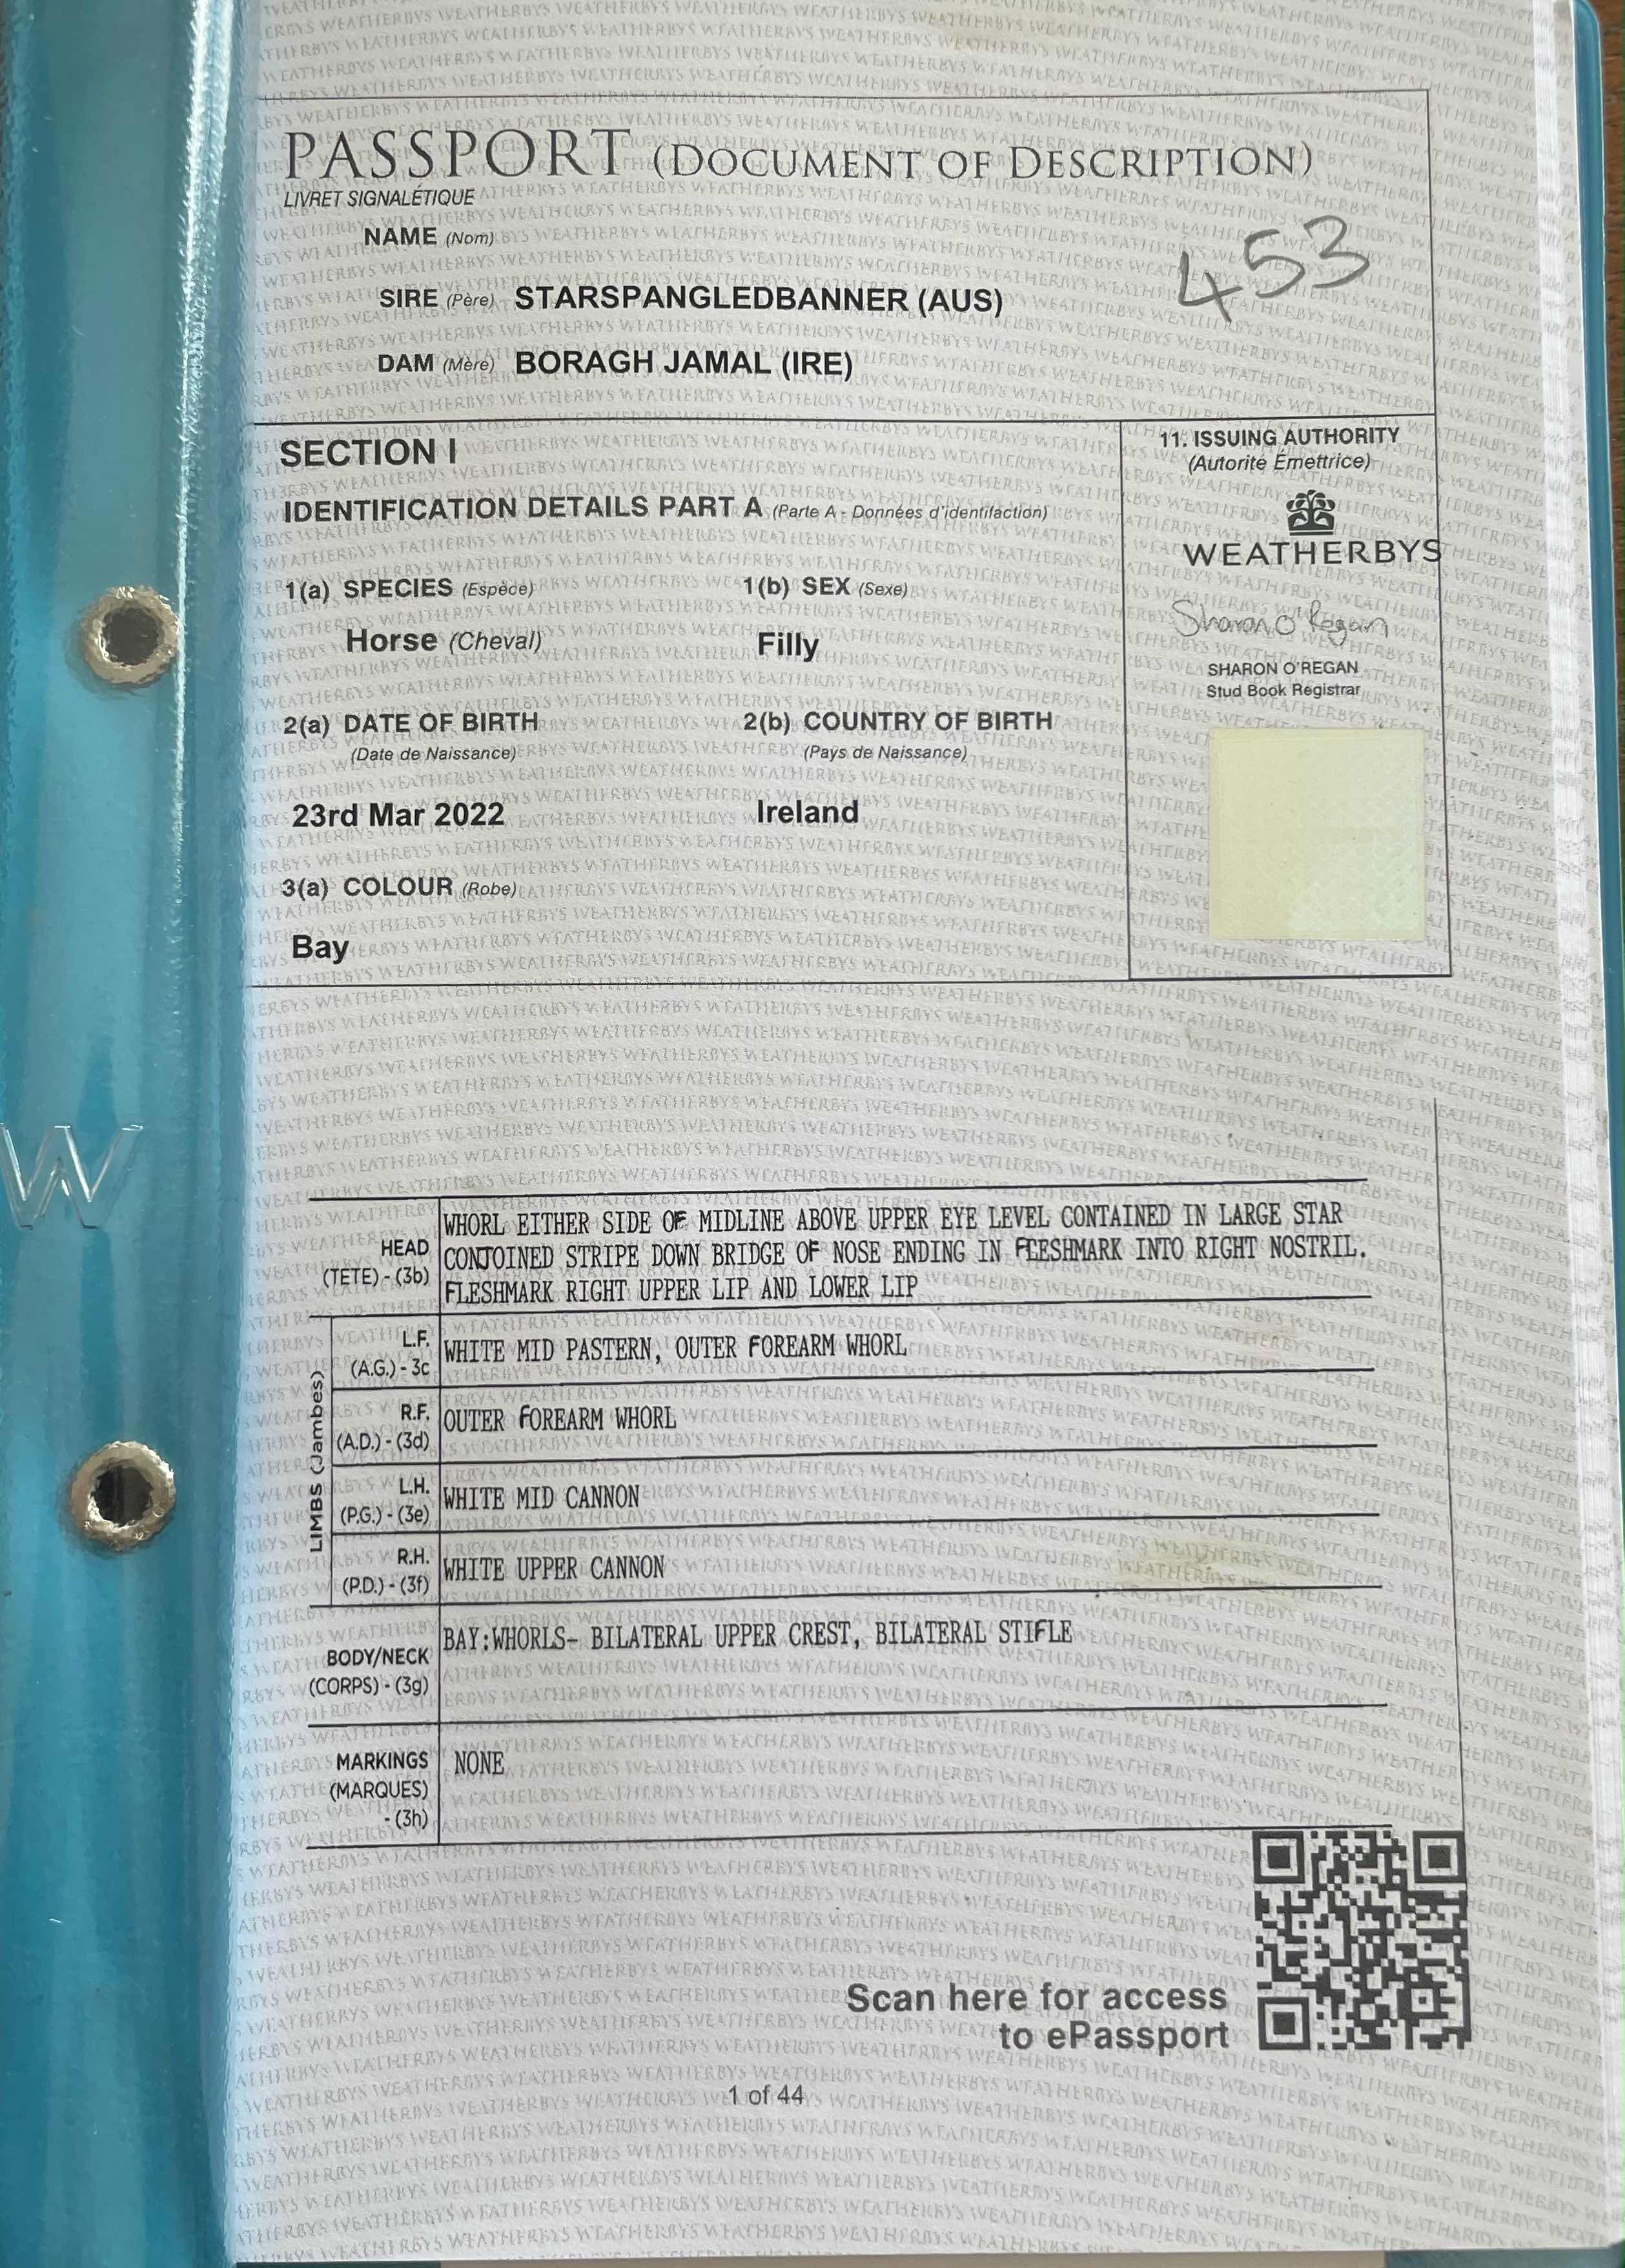 PASSPORT (DOCUMENT OF DESCRIPTION)
LIVRET SIGNALÉTIQUE
NAME (Nom)
453
SIRE (Père) STARSPANGLEDBANNER (AUS)
DAM (Mère) BORAGH JAMAL (IRE)
SECTION I
IDENTIFICATION DETAILS PART A (Parte A - Données d'identifaction)
1(a) SPECIES (Espèce)
1(b) SEX (Sexe)
Horse (Cheval)
Filly
2(a) DATE OF BIRTH
(Date de Naissance)
2(b) COUNTRY OF BIRTH
(Pays de Naissance)
23rd Mar 2022
Ireland
3(a) COLOUR (Robe)
Bay
11. ISSUING AUTHORITY
(Autorité Émettrice)
WEATHERBYS
Sharon O'Regan
SHARON O'REGAN
Stud Book Registrar
W
HEAD
(TETE) - (3b)
WHORL EITHER SIDE OF MIDLINE ABOVE UPPER EYE LEVEL CONTAINED IN LARGE STAR
CONJOINED STRIPE DOWN BRIDGE OF NOSE ENDING IN FLESHMARK INTO RIGHT NOSTRIL.
FLESHMARK RIGHT UPPER LIP AND LOWER LIP
LIMBS (Jambes)
L.F.
(A.G.) - 3c
WHITE MID PASTERN, OUTER FOREARM WHORL
R.F.
(A.D.) - (3d)
OUTER FOREARM WHORL
L.H.
(P.G.) - (3e)
WHITE MID CANNON
R.H.
(P.D.) - (3f)
WHITE UPPER CANNON
BODY/NECK
(CORPS) - (3g)
BAY:WHORLS- BILATERAL UPPER CREST, BILATERAL STIFLE
MARKINGS
(MARQUES)
- (3h)
NONE
Scan here for access
to ePassport
1 of 44